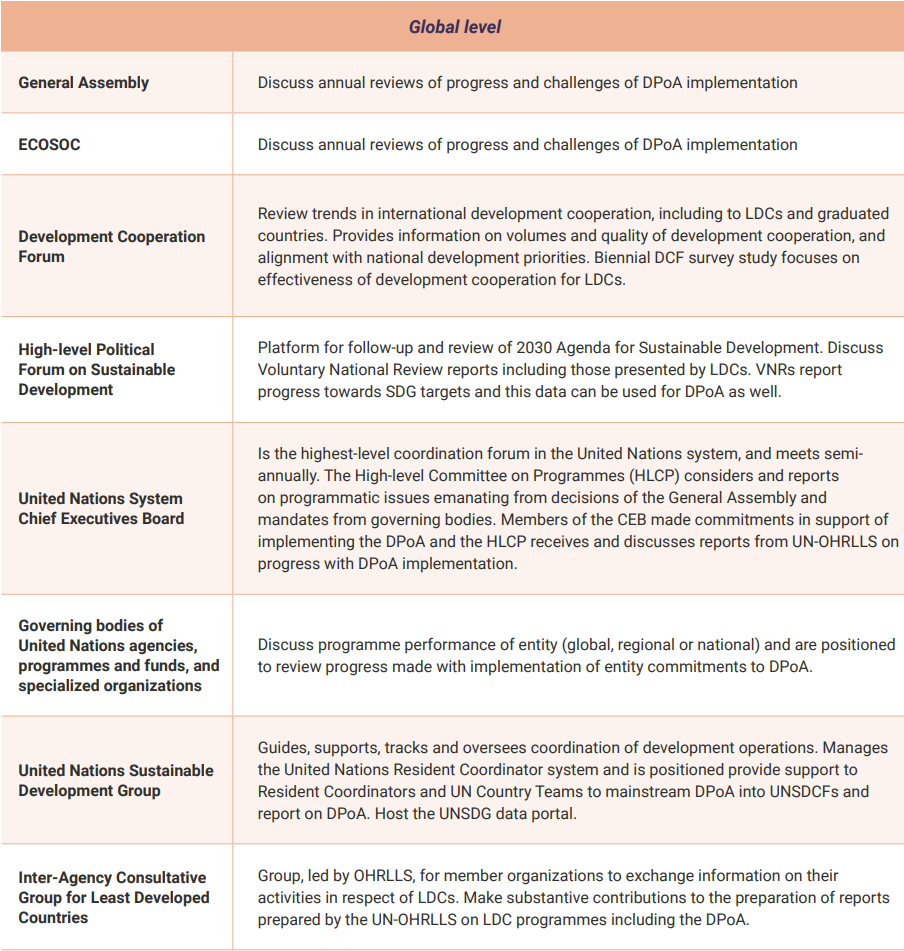 Global level
General Assembly
Discuss annual reviews of progress and challenges of DPoA implementation
ECOSOC
Discuss annual reviews of progress and challenges of DPoA implementation
Development Cooperation
Forum
Review trends in international development cooperation, including to LDCs and graduated
countries. Provides information on volumes and quality of development cooperation, and
alignment with national development priorities. Biennial DCF survey study focuses on
effectiveness of development cooperation for LDCs.
High-level Political
Forum on Sustainable
Development
Platform for follow-up and review of 2030 Agenda for Sustainable Development. Discuss
Voluntary National Review reports including those presented by LDCs. VNRs report
progress towards SDG targets and this data can be used for DPoA as well.
United Nations System
Chief Executives Board
Is the highest-level coordination forum in the United Nations system, and meets semi-
annually. The High-level Committee on Programmes (HLCP) considers and reports
on programmatic issues emanating from decisions of the General Assembly and
mandates from governing bodies. Members of the CEB made commitments in support of
implementing the DPoA and the HLCP receives and discusses reports from UN-OHRLLS on
progress with DPoA implementation.
Governing bodies of
United Nations agencies,
programmes and funds, and
specialized organizations
Discuss programme performance of entity (global, regional or national) and are positioned
to review progress made with implementation of entity commitments to DPoA.
United Nations Sustainable
Development Group
Guides, supports, tracks and oversees coordination of development operations. Manages
the United Nations Resident Coordinator system and is positioned provide support to
Resident Coordinators and UN Country Teams to mainstream DPoA into UNSDCFs and
report on DPoA. Host the UNSDG data portal.
Inter-Agency Consultative
Group for Least Developed
Countries
Group, led by OHRLLS, for member organizations to exchange information on their
activities in respect of LDCs. Make substantive contributions to the preparation of reports
prepared by the UN-OHRLLS on LDC programmes including the DPoA.